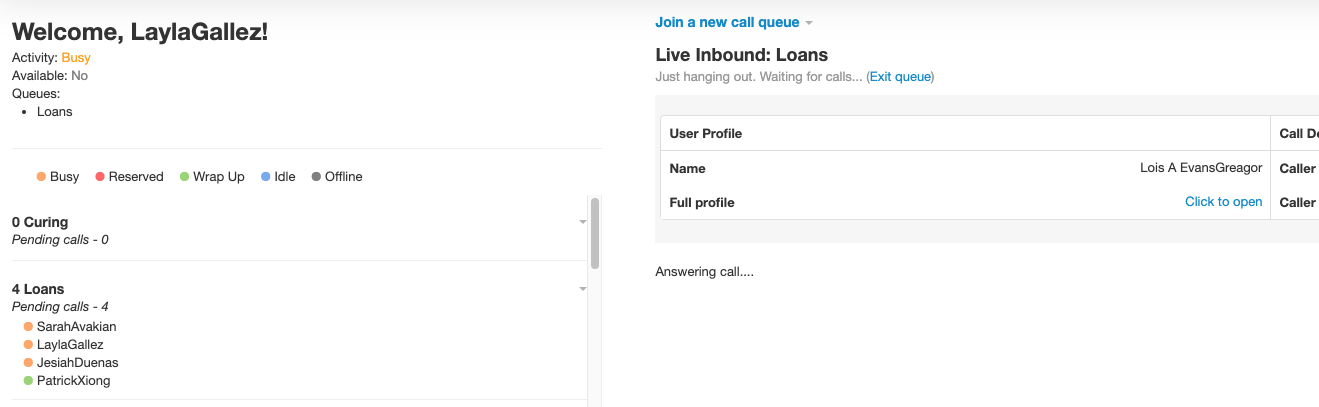 Welcome, LaylaGallez!
Activity: Busy
Available: No
Queues:
• Loans
Busy Reserved Wrap Up Idle Offline
0 Curing
Pending calls - 0
4 Loans
Pending calls - 4
SarahAvakian
LaylaGallez
JesiahDuenas
PatrickXiong
Join a new call queue
Live Inbound: Loans
Just hanging out. Waiting for calls... (Exit queue)
User Profile Call De
Name Lois A EvansGreagor Caller
Full profile Click to open Caller
Answering call....